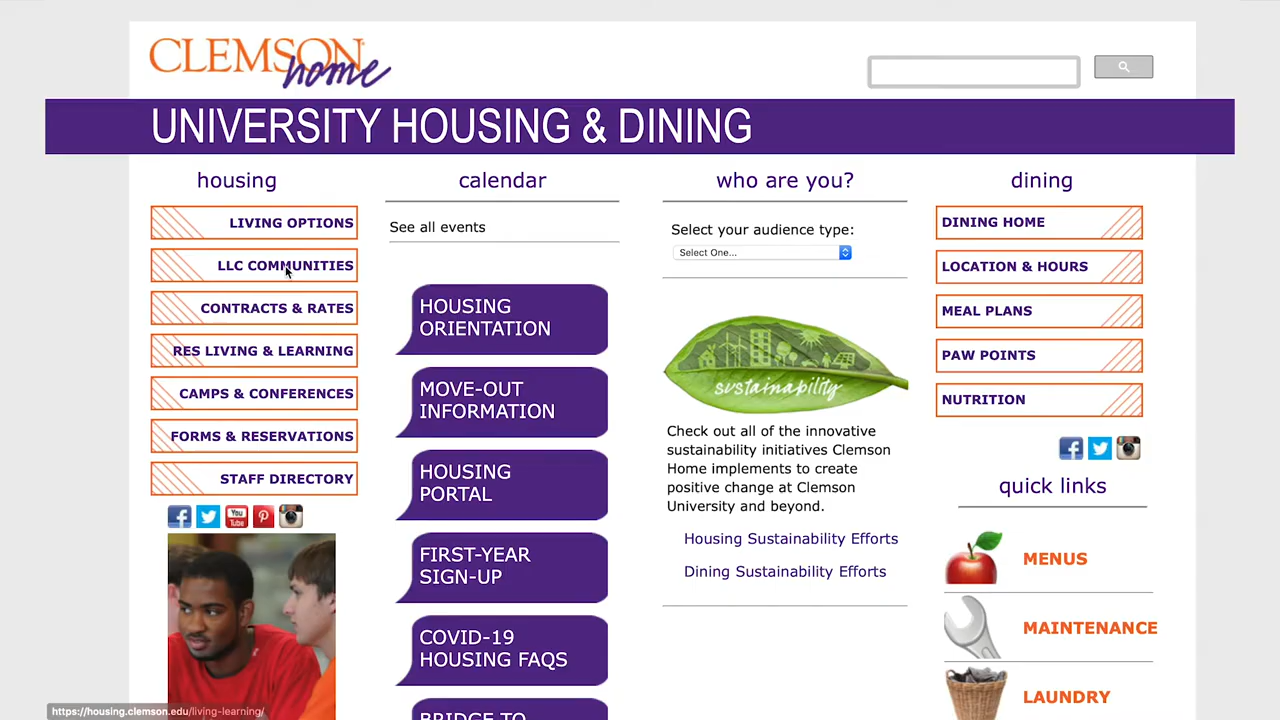 CLEMSON
home
UNIVERSITY HOUSING & DINING
housing
LIVING OPTIONS
LLC COMMUNITIES
CONTRACTS & RATES
RES LIVING & LEARNING
CAMPS & CONFERENCES
FORMS & RESERVATIONS
STAFF DIRECTORY
You
Tube
calendar
See all events
HOUSING
ORIENTATION
MOVE-OUT
INFORMATION
HOUSING
PORTAL
FIRST-YEAR
SIGN-UP
COVID-19
HOUSING FAQS
BRIDGE TO
who are you?
Select your audience type:
Select One...
sustainability
Check out all of the innovative
sustainability initiatives Clemson
Home implements to create
positive change at Clemson
University and beyond.
Housing Sustainability Efforts
Dining Sustainability Efforts
dining
DINING HOME
LOCATION & HOURS
MEAL PLANS
PAW POINTS
NUTRITION
quick links
MENUS
MAINTENANCE
LAUNDRY
https://housing.clemson.edu/living-learning/